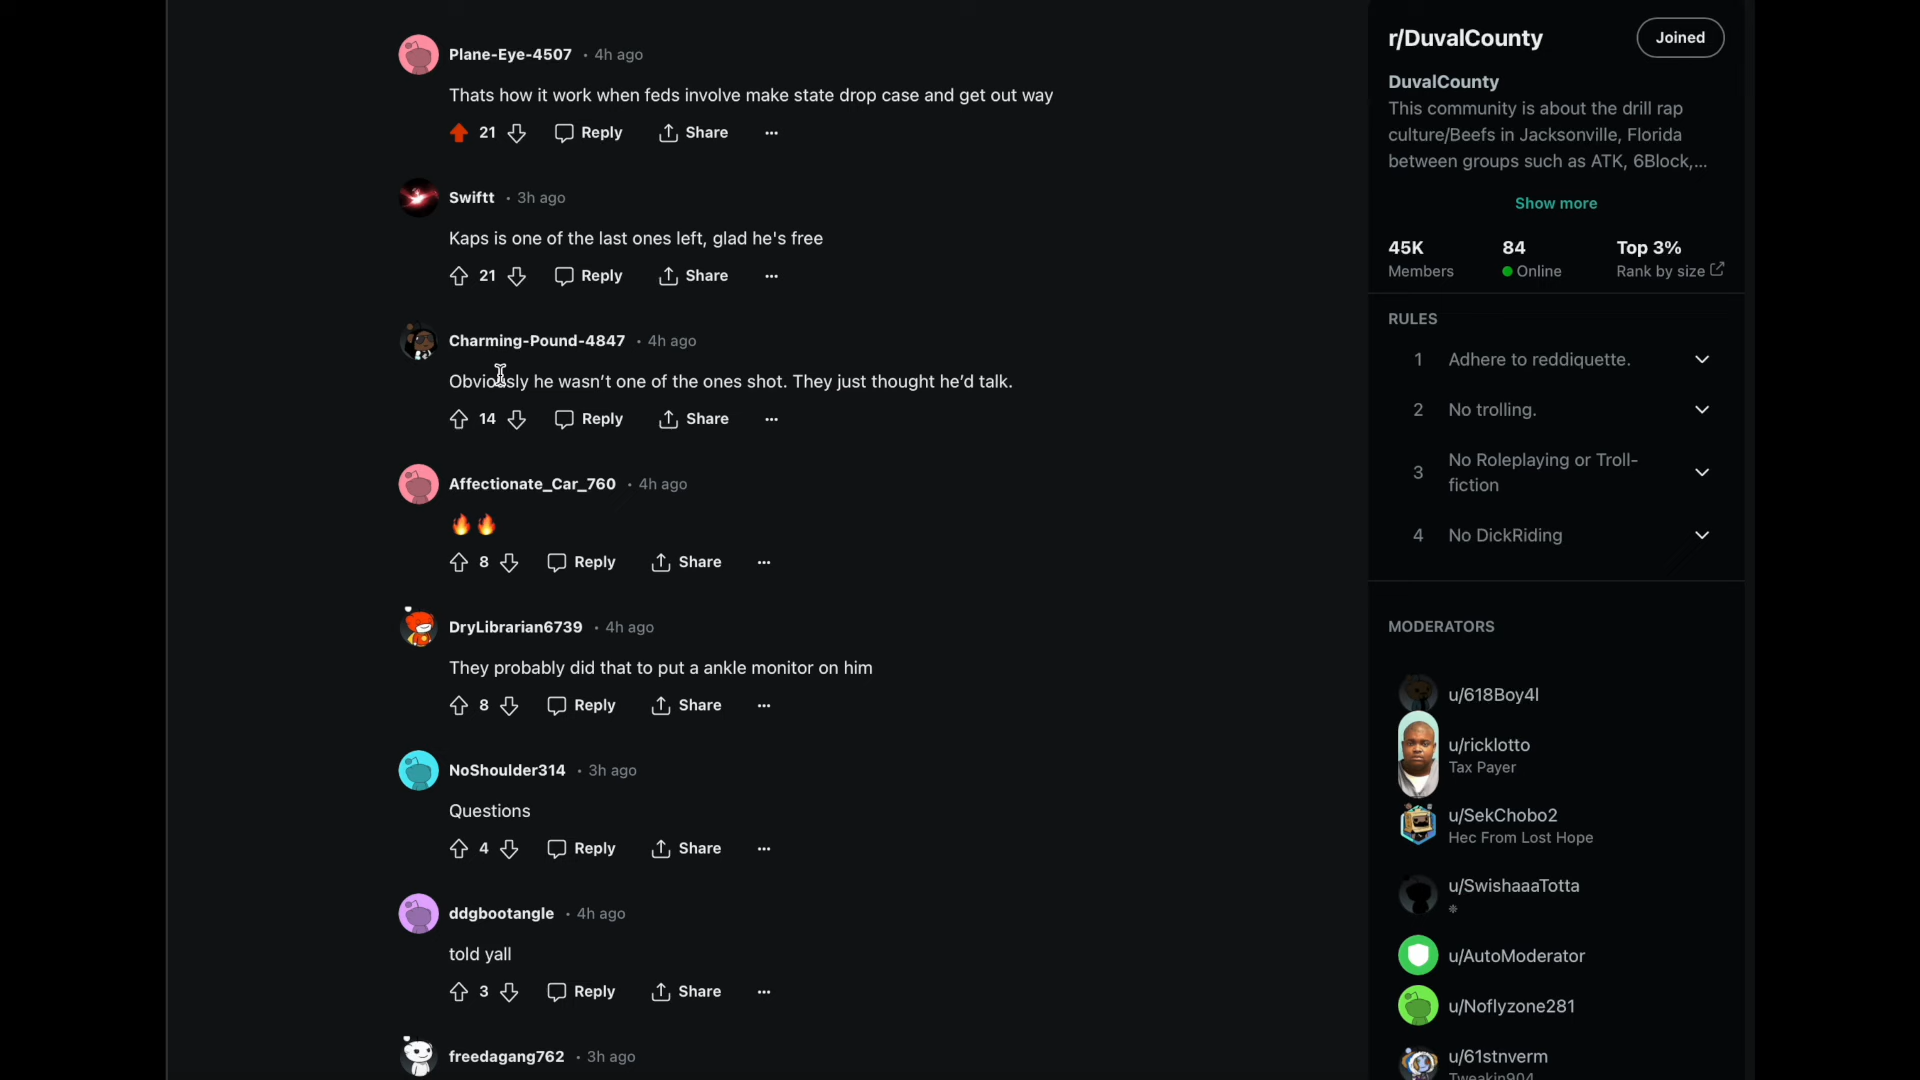 Plane-Eye-4507 • 4h ago
Thats how it work when feds involve make state drop case and get out way
21 Reply Share ...
Swiftt • 3h ago
Kaps is one of the last ones left, glad he's free
21 Reply Share ...
Charming-Pound-4847 • 4h ago
Obviously he wasn’t one of the ones shot. They just thought he’d talk.
14 Reply Share ...
Affectionate_Car_760 • 4h ago
🔥🔥
8 Reply Share ...
DryLibrarian6739 • 4h ago
They probably did that to put a ankle monitor on him
8 Reply Share ...
NoShoulder314 • 3h ago
Questions
4 Reply Share ...
ddgbootangle • 4h ago
told yall
3 Reply Share ...
freedagang762 • 3h ago
r/DuvalCounty Joined
DuvalCounty
This community is about the drill rap
culture/Beefs in Jacksonville, Florida
between groups such as ATK, 6Block,...
Show more
45K 84 Top 3%
Members Online Rank by size
RULES
1 Adhere to reddiquette.
2 No trolling.
3 No Roleplaying or Troll-
fiction
4 No DickRiding
MODERATORS
u/618Boy4l
u/ricklotto
Tax Payer
u/SekChobo2
Hec From Lost Hope
u/SwishaaaTotta
u/AutoModerator
u/Noflyzone281
u/61stnverm
Tweakin904